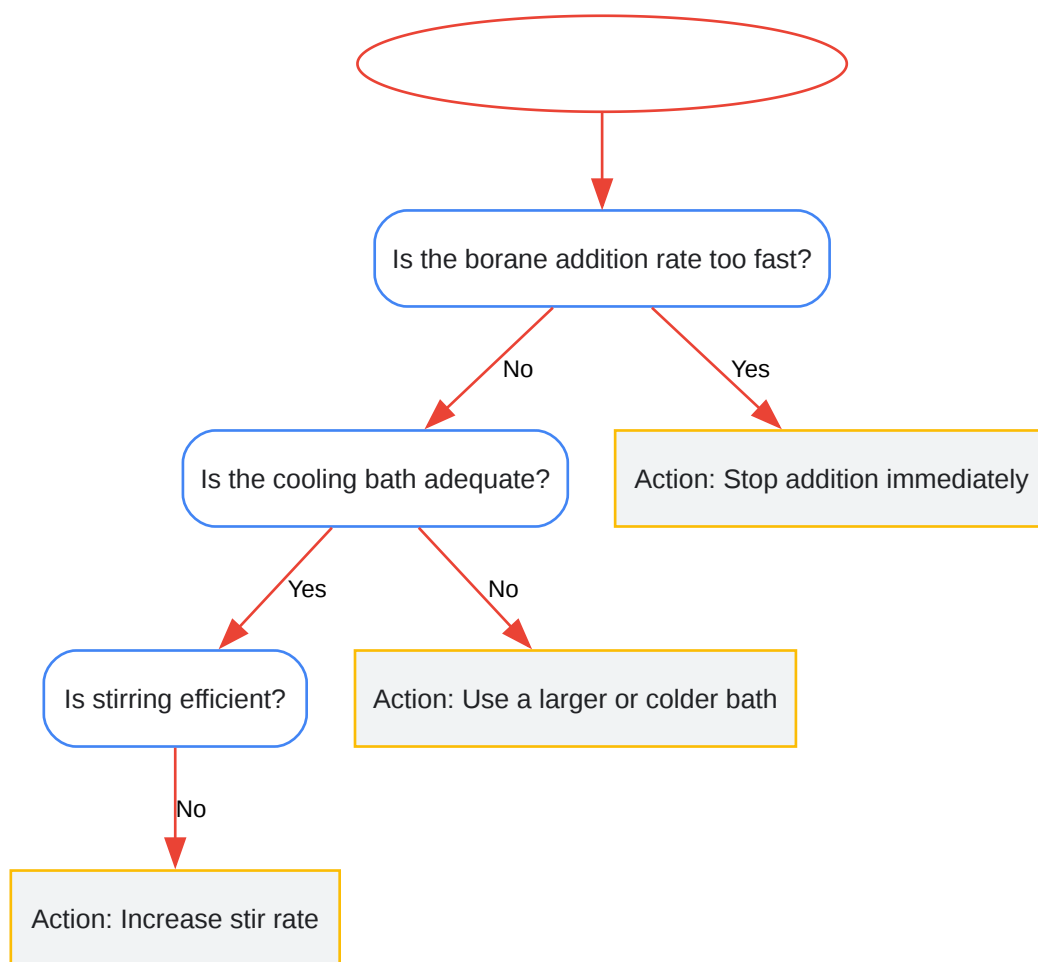 Is the borane addition rate too fast?
No
Yes
Is the cooling bath adequate?
Action: Stop addition immediately
Yes
No
Is stirring efficient?
Action: Use a larger or colder bath
No
Action: Increase stir rate